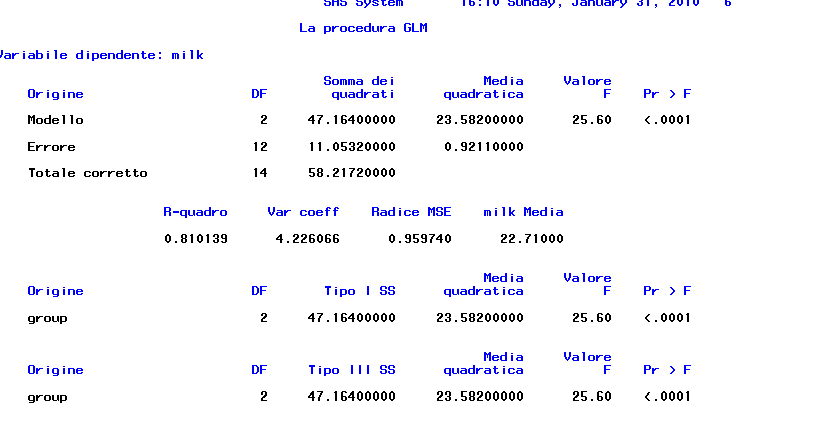 SAS System 16:10 Sunday, January 31, 2010 6
La procedura GLM
Variabile dipendente: milk
Somma dei Media Valore
Origine DF quadrati quadratica F Pr > F
Modello 2 47.16400000 23.58200000 25.60 <.0001
Errore 12 11.05320000 0.92110000
Totale corretto 14 58.21720000
R-quadro Var coeff Radice MSE milk Media
0.810139 4.226066 0.959740 22.71000
Media Valore
Origine DF Tipo I SS quadratica F Pr > F
group 2 47.16400000 23.58200000 25.60 <.0001
Media Valore
Origine DF Tipo III SS quadratica F Pr > F
group 2 47.16400000 23.58200000 25.60 <.0001